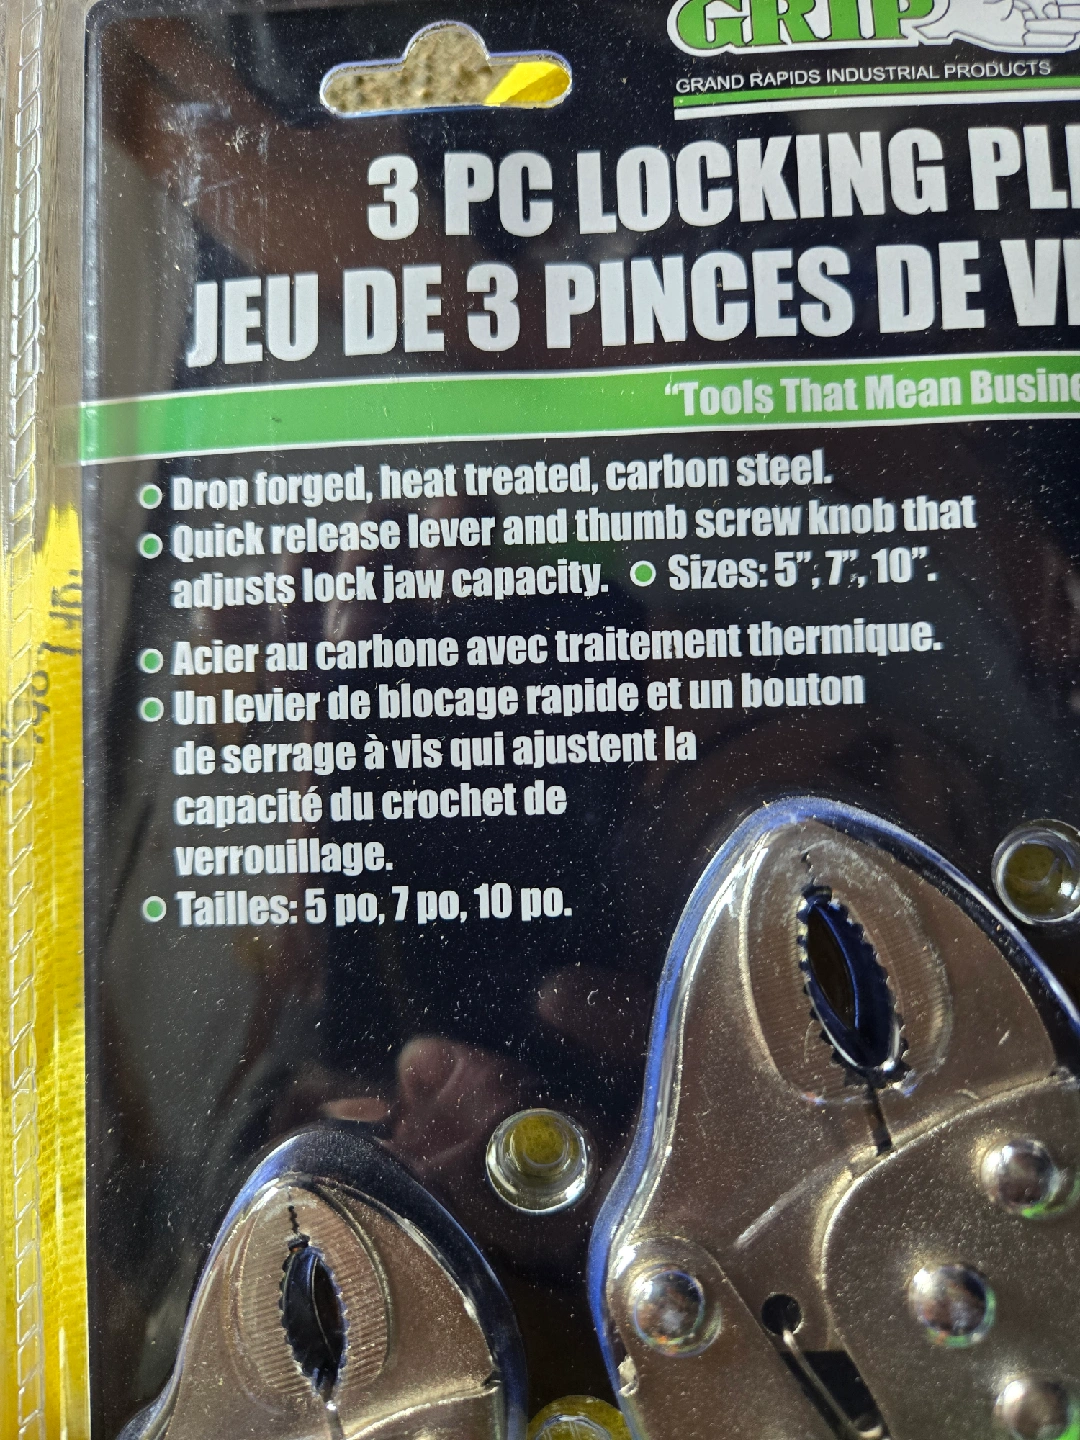 GRIP
GRAND RAPIDS INDUSTRIAL PRODUCTS
3 PC LOCKING
JEU DE 3 PINCES DE
“Tools That Mean
Drop forged, heat treated, carbon steel.
Quick release lever and thumb screw knob that
adjusts lock jaw capacity. Sizes: 5”, 7”, 10”.
Acier au carbone avec traitement thermique.
Un levier de blocage rapide et un bouton
de serrage à vis qui ajustent la
capacité du crochet de
verrouillage.
Tailles: 5 po, 7 po, 10 po.